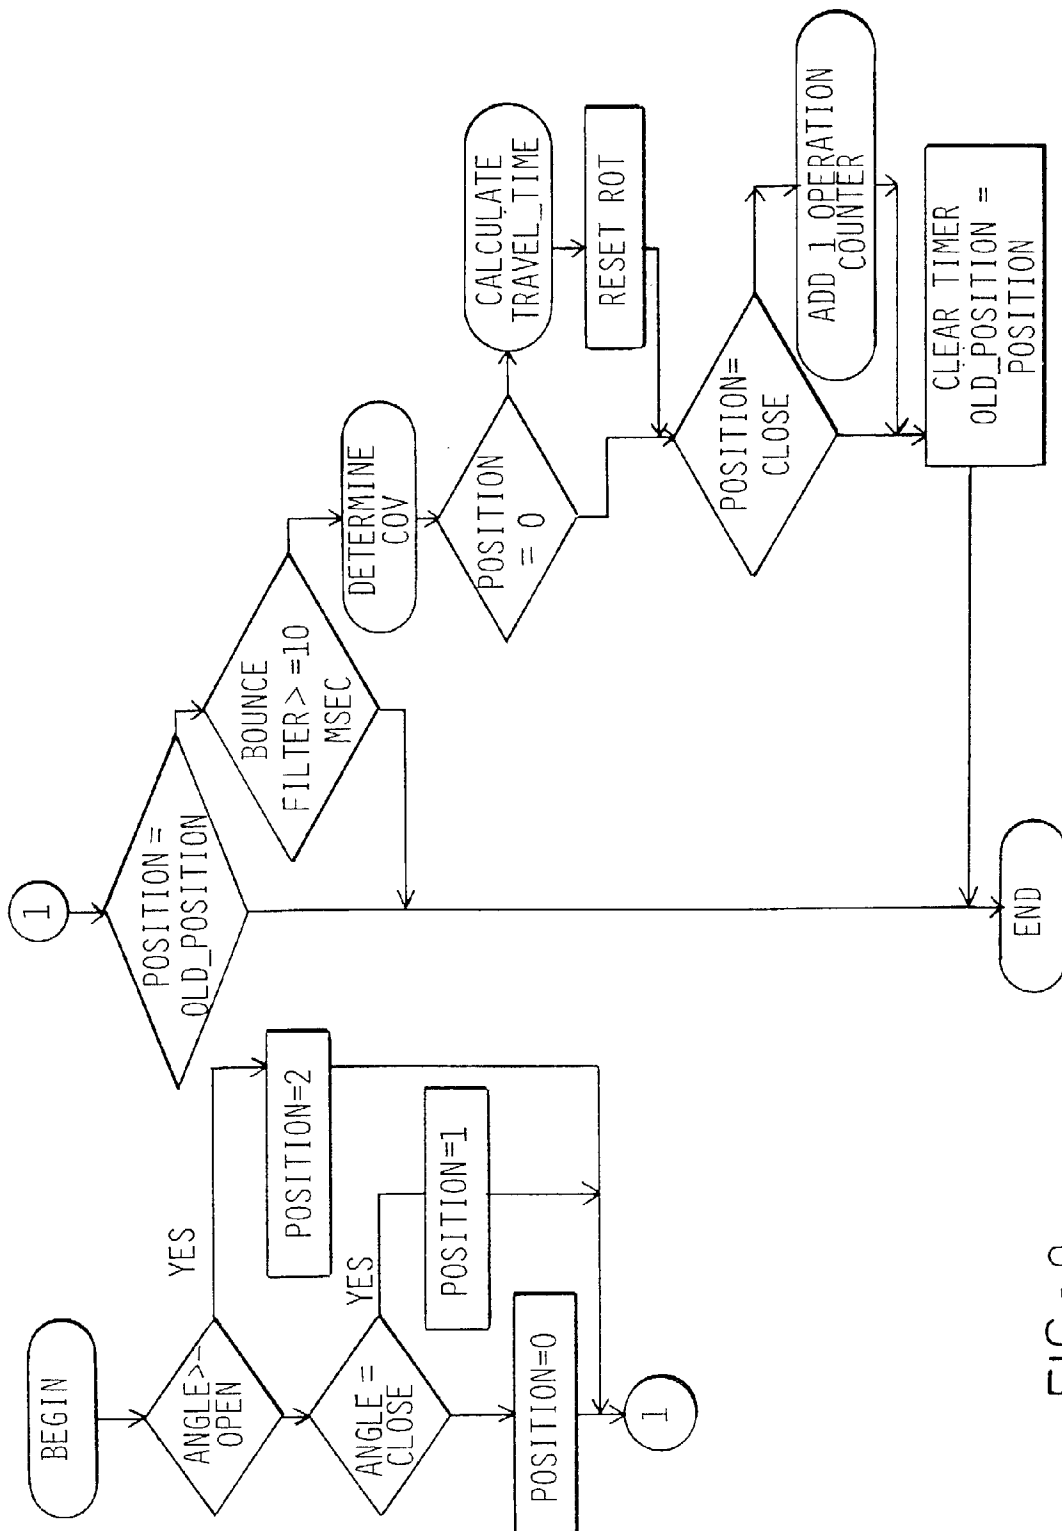 BEGIN
ANGLE>-
OPEN
YES
POSITION=2
ANGLE =
CLOSE
YES
POSITION=1
POSITION=0
1
1
POSITION =
OLD_POSITION
BOUNCE
FILTER> =10
MSEC
DETERMINE
COV
POSITION
= 0
CALCULATE
TRAVEL_TIME
RESET ROT
POSITION=
CLOSE
ADD 1 OPERATION
COUNTER
CLEAR TIMER
OLD_POSITION =
POSITION
END